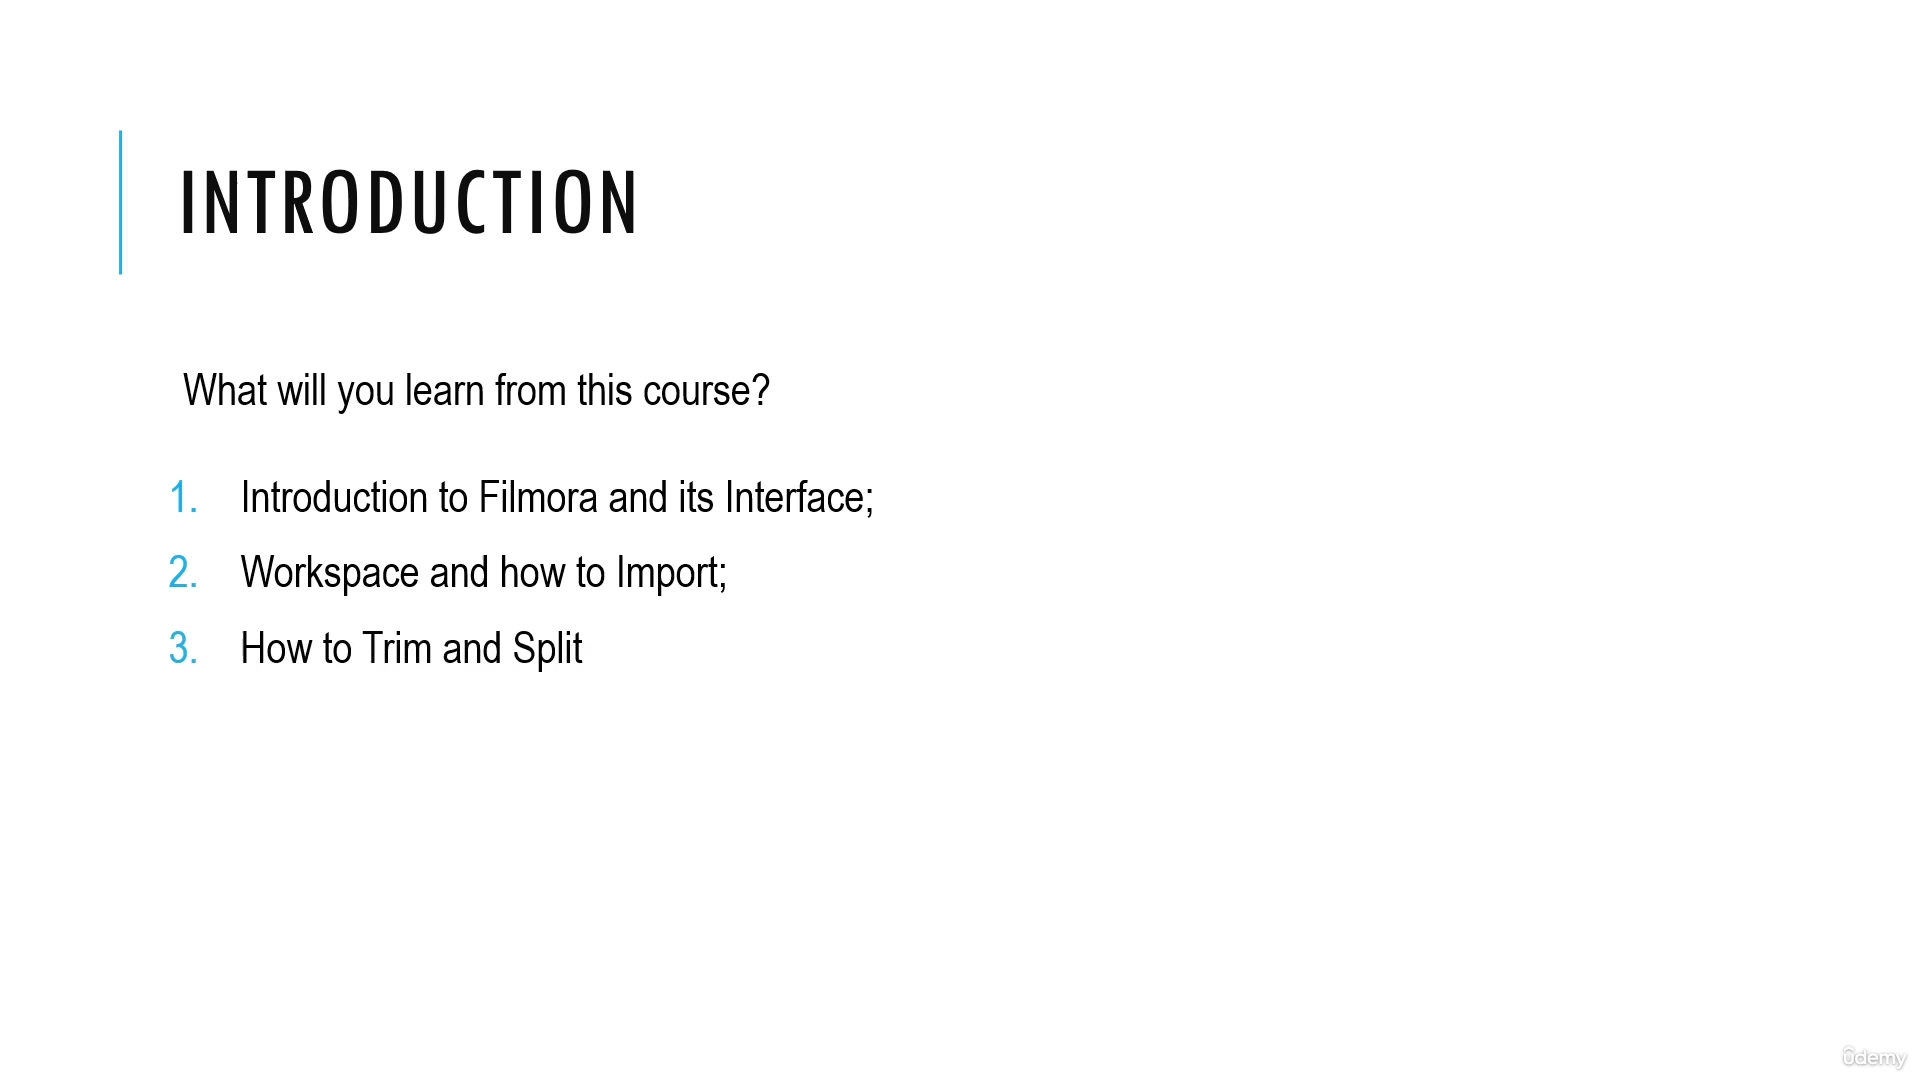 INTRODUCTION
What will you learn from this course?
1. Introduction to Filmora and its Interface;
2. Workspace and how to Import;
3. How to Trim and Split
ûdemy